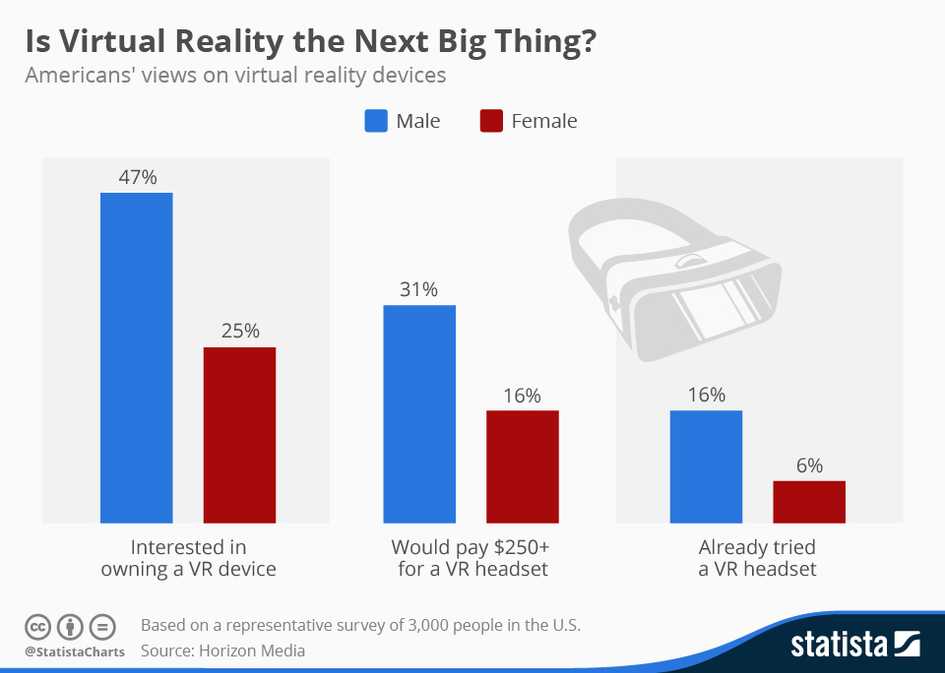 Is Virtual Reality the Next Big Thing?
Americans' views on virtual reality devices
Male
Female
47%
25%
31%
16%
16%
6%
Interested in
owning a VR device
Would pay $250+
for a VR headset
Already tried
a VR headset
cc
@StatistaCharts
Based on a representative survey of 3,000 people in the U.S.
Source: Horizon Media
statista